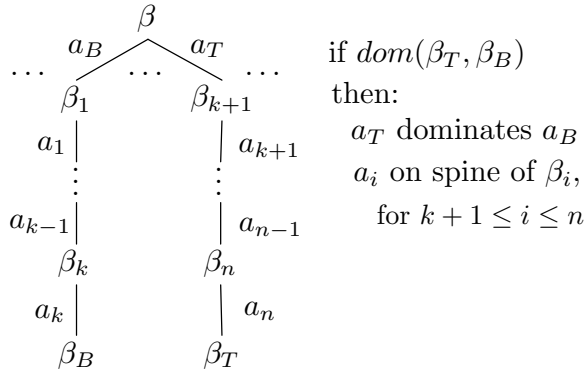 β
a_B a_T
⋯ ⋯ ⋯
β_1 β_{k+1}
a_1 a_{k+1}
⋮ ⋮
a_{k−1} a_{n−1}
β_k β_n
a_k a_n
β_B β_T
if dom(β_T, β_B)
then:
a_T dominates a_B
a_i on spine of β_i,
for k + 1 ≤ i ≤ n